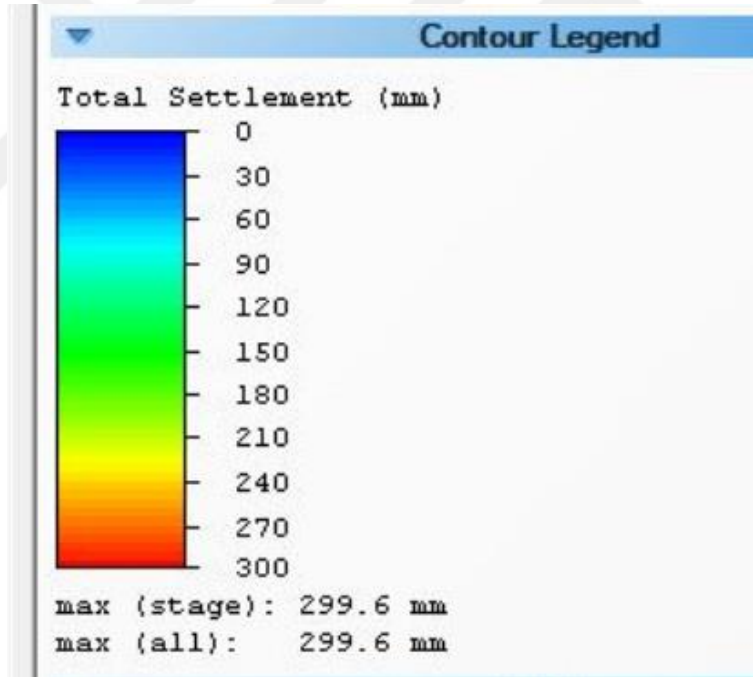 Contour Legend
Total Settlement (mm)
0
30
60
90
120
150
180
210
240
270
300
max (stage): 299.6 mm
max (all): 299.6 mm